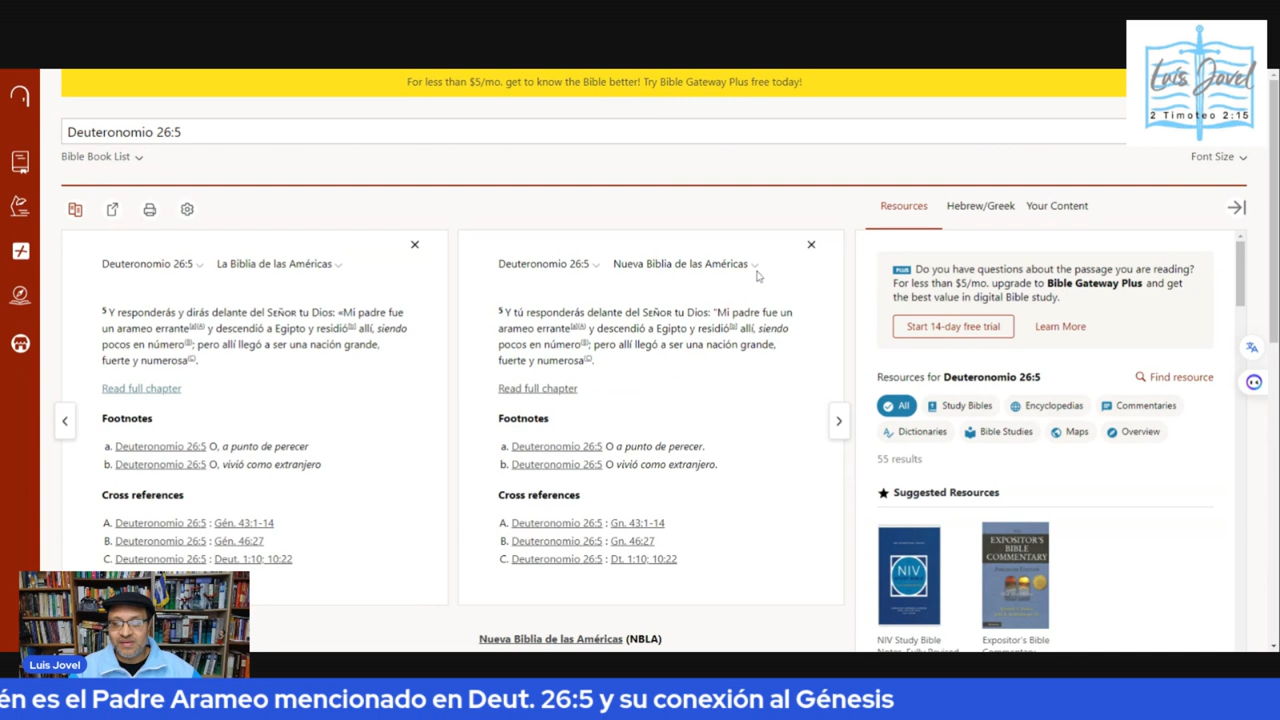 For less than $5/mo. get to know the Bible better! Try Bible Gateway Plus free today!
Luis Jovel
2 Timoteo 2:15
Deuteronomio 26:5
Bible Book List
Font Size
Resources
Hebrew/Greek
Your Content
Deuteronomio 26:5
La Biblia de las Américas
5 Y responderás y dirás delante del SEÑOR tu Dios: «Mi padre fue
un arameo errante[a](A) y descendió a Egipto y residió[b] allí, siendo
pocos en número(B); pero allí llegó a ser una nación grande,
fuerte y numerosa(C).
Read full chapter
Footnotes
a. Deuteronomio 26:5 O, a punto de perecer
b. Deuteronomio 26:5 O, vivió como extranjero
Cross references
A. Deuteronomio 26:5 : Gén. 43:1-14
B. Deuteronomio 26:5 : Gén. 46:27
C. Deuteronomio 26:5 : Deut. 1:10; 10:22
Deuteronomio 26:5
Nueva Biblia de las Américas
5 Y tú responderás delante del SEÑOR tu Dios: "Mi padre fue un
arameo errante[a](A) y descendió a Egipto y residió[b] allí, siendo
pocos en número(B); pero allí llegó a ser una nación grande,
fuerte y numerosa(C).
Read full chapter
Footnotes
a. Deuteronomio 26:5 O a punto de perecer.
b. Deuteronomio 26:5 O vivió como extranjero.
Cross references
A. Deuteronomio 26:5 : Gn. 43:1-14
B. Deuteronomio 26:5 : Gn. 46:27
C. Deuteronomio 26:5 : Dt. 1:10; 10:22
Nueva Biblia de las Américas (NBLA)
PLUS Do you have questions about the passage you are reading?
For less than $5/mo. upgrade to Bible Gateway Plus and get
the best value in digital Bible study.
Start 14-day free trial
Learn More
Resources for Deuteronomio 26:5
Find resource
All
Study Bibles
Encyclopedias
Commentaries
Dictionaries
Bible Studies
Maps
Overview
55 results
Suggested Resources
NIV
THE
EXPOSITOR'S
BIBLE
COMMENTARY
NIV Study Bible
Expositor's Bible
Luis Jovel
én es el Padre Arameo mencionado en Deut. 26:5 y su conexión al Génesis